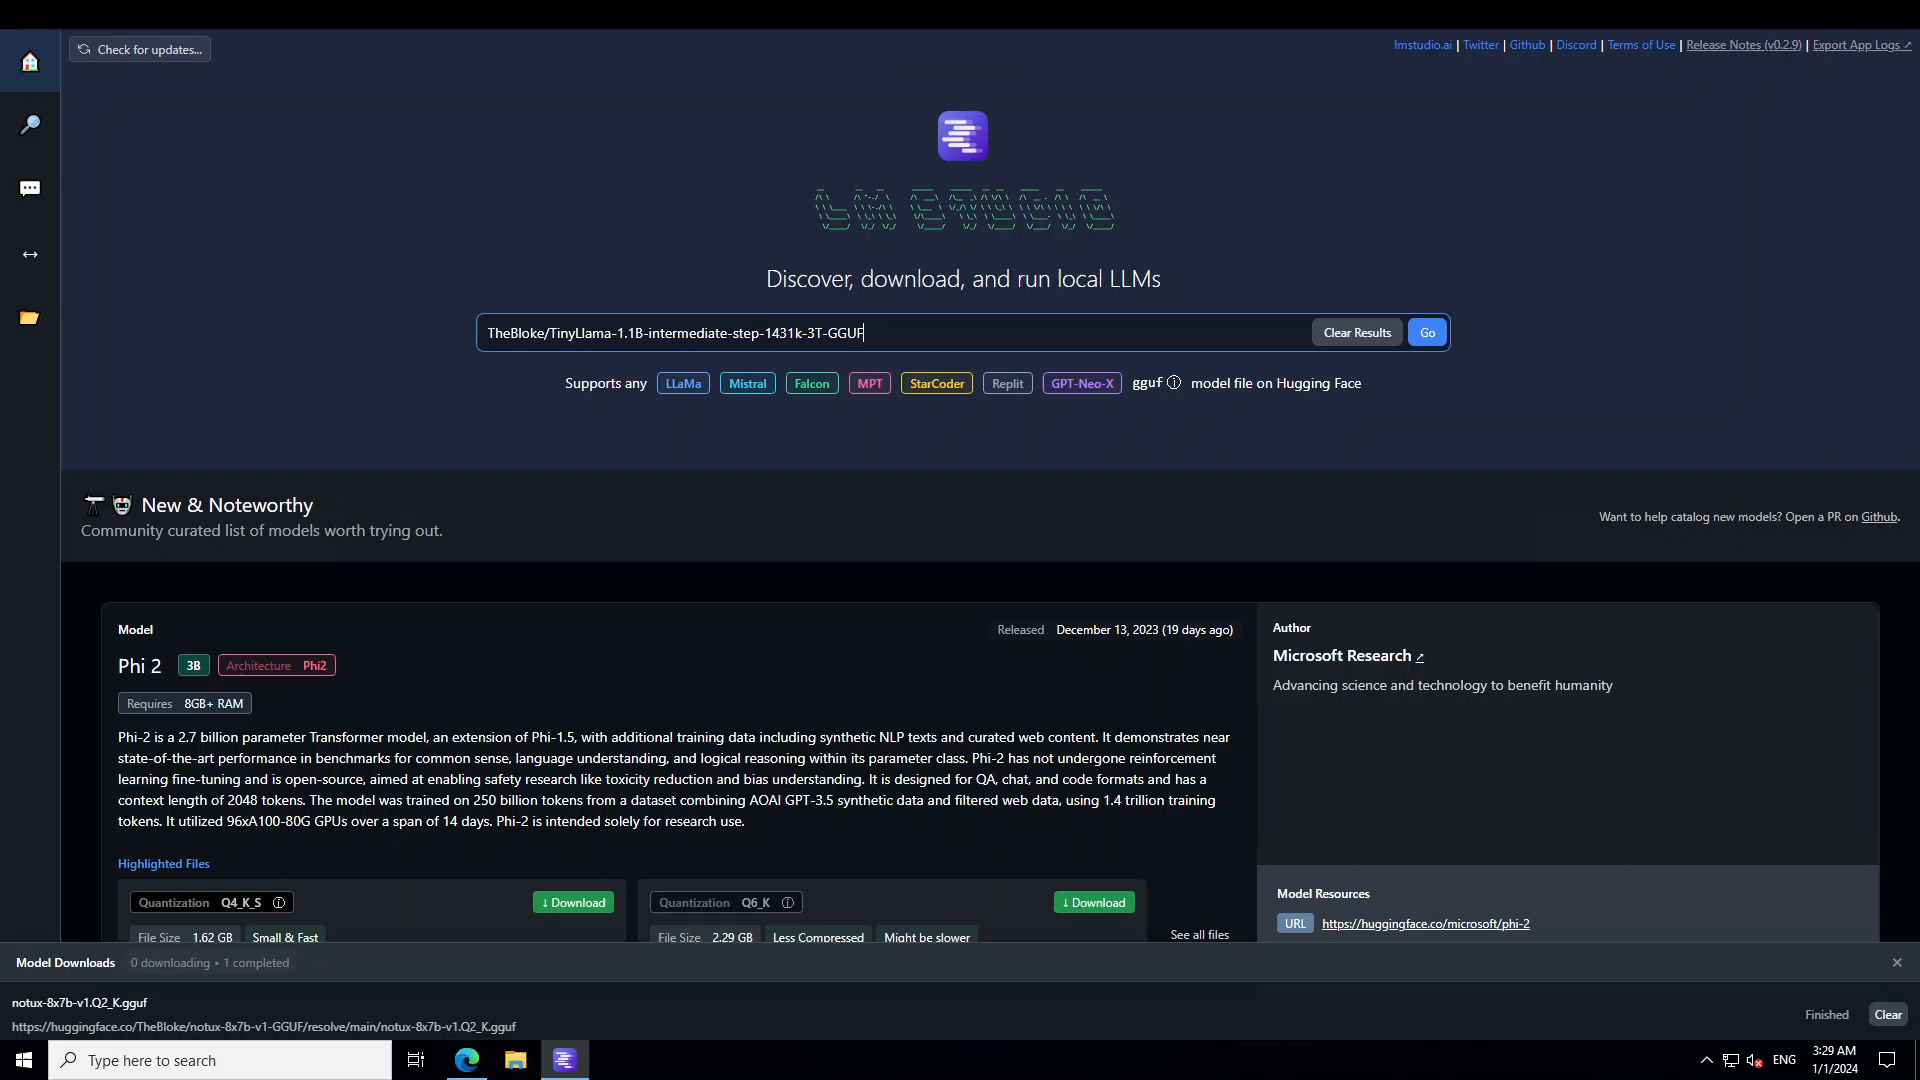 Check for updates...
lmstudio.ai | Twitter | Github | Discord | Terms of Use | Release Notes (v0.2.9) | Export App Logs ↗
LM STUDIO
Discover, download, and run local LLMs
TheBloke/TinyLlama-1.1B-intermediate-step-1431k-3T-GGUF
Clear Results
Go
Supports any LLaMa Mistral Falcon MPT StarCoder Replit GPT-Neo-X gguf ⓘ model file on Hugging Face
New & Noteworthy
Community curated list of models worth trying out.
Want to help catalog new models? Open a PR on Github.
Model
Released December 13, 2023 (19 days ago)
Phi 2 3B Architecture Phi2
Requires 8GB+ RAM
Phi-2 is a 2.7 billion parameter Transformer model, an extension of Phi-1.5, with additional training data including synthetic NLP texts and curated web content. It demonstrates near
state-of-the-art performance in benchmarks for common sense, language understanding, and logical reasoning within its parameter class. Phi-2 has not undergone reinforcement
learning fine-tuning and is open-source, aimed at enabling safety research like toxicity reduction and bias understanding. It is designed for QA, chat, and code formats and has a
context length of 2048 tokens. The model was trained on 250 billion tokens from a dataset combining AOAI GPT-3.5 synthetic data and filtered web data, using 1.4 trillion training
tokens. It utilized 96xA100-80G GPUs over a span of 14 days. Phi-2 is intended solely for research use.
Highlighted Files
Quantization Q4_K_S ⓘ
↓ Download
File Size 1.62 GB Small & Fast
Quantization Q6_K ⓘ
↓ Download
File Size 2.29 GB Less Compressed Might be slower
See all files
Author
Microsoft Research ↗
Advancing science and technology to benefit humanity
Model Resources
URL https://huggingface.co/microsoft/phi-2
Model Downloads 0 downloading • 1 completed
notux-8x7b-v1.Q2_K.gguf
https://huggingface.co/TheBloke/notux-8x7b-v1-GGUF/resolve/main/notux-8x7b-v1.Q2_K.gguf
Finished
Clear
Type here to search
ENG
3:29 AM
1/1/2024